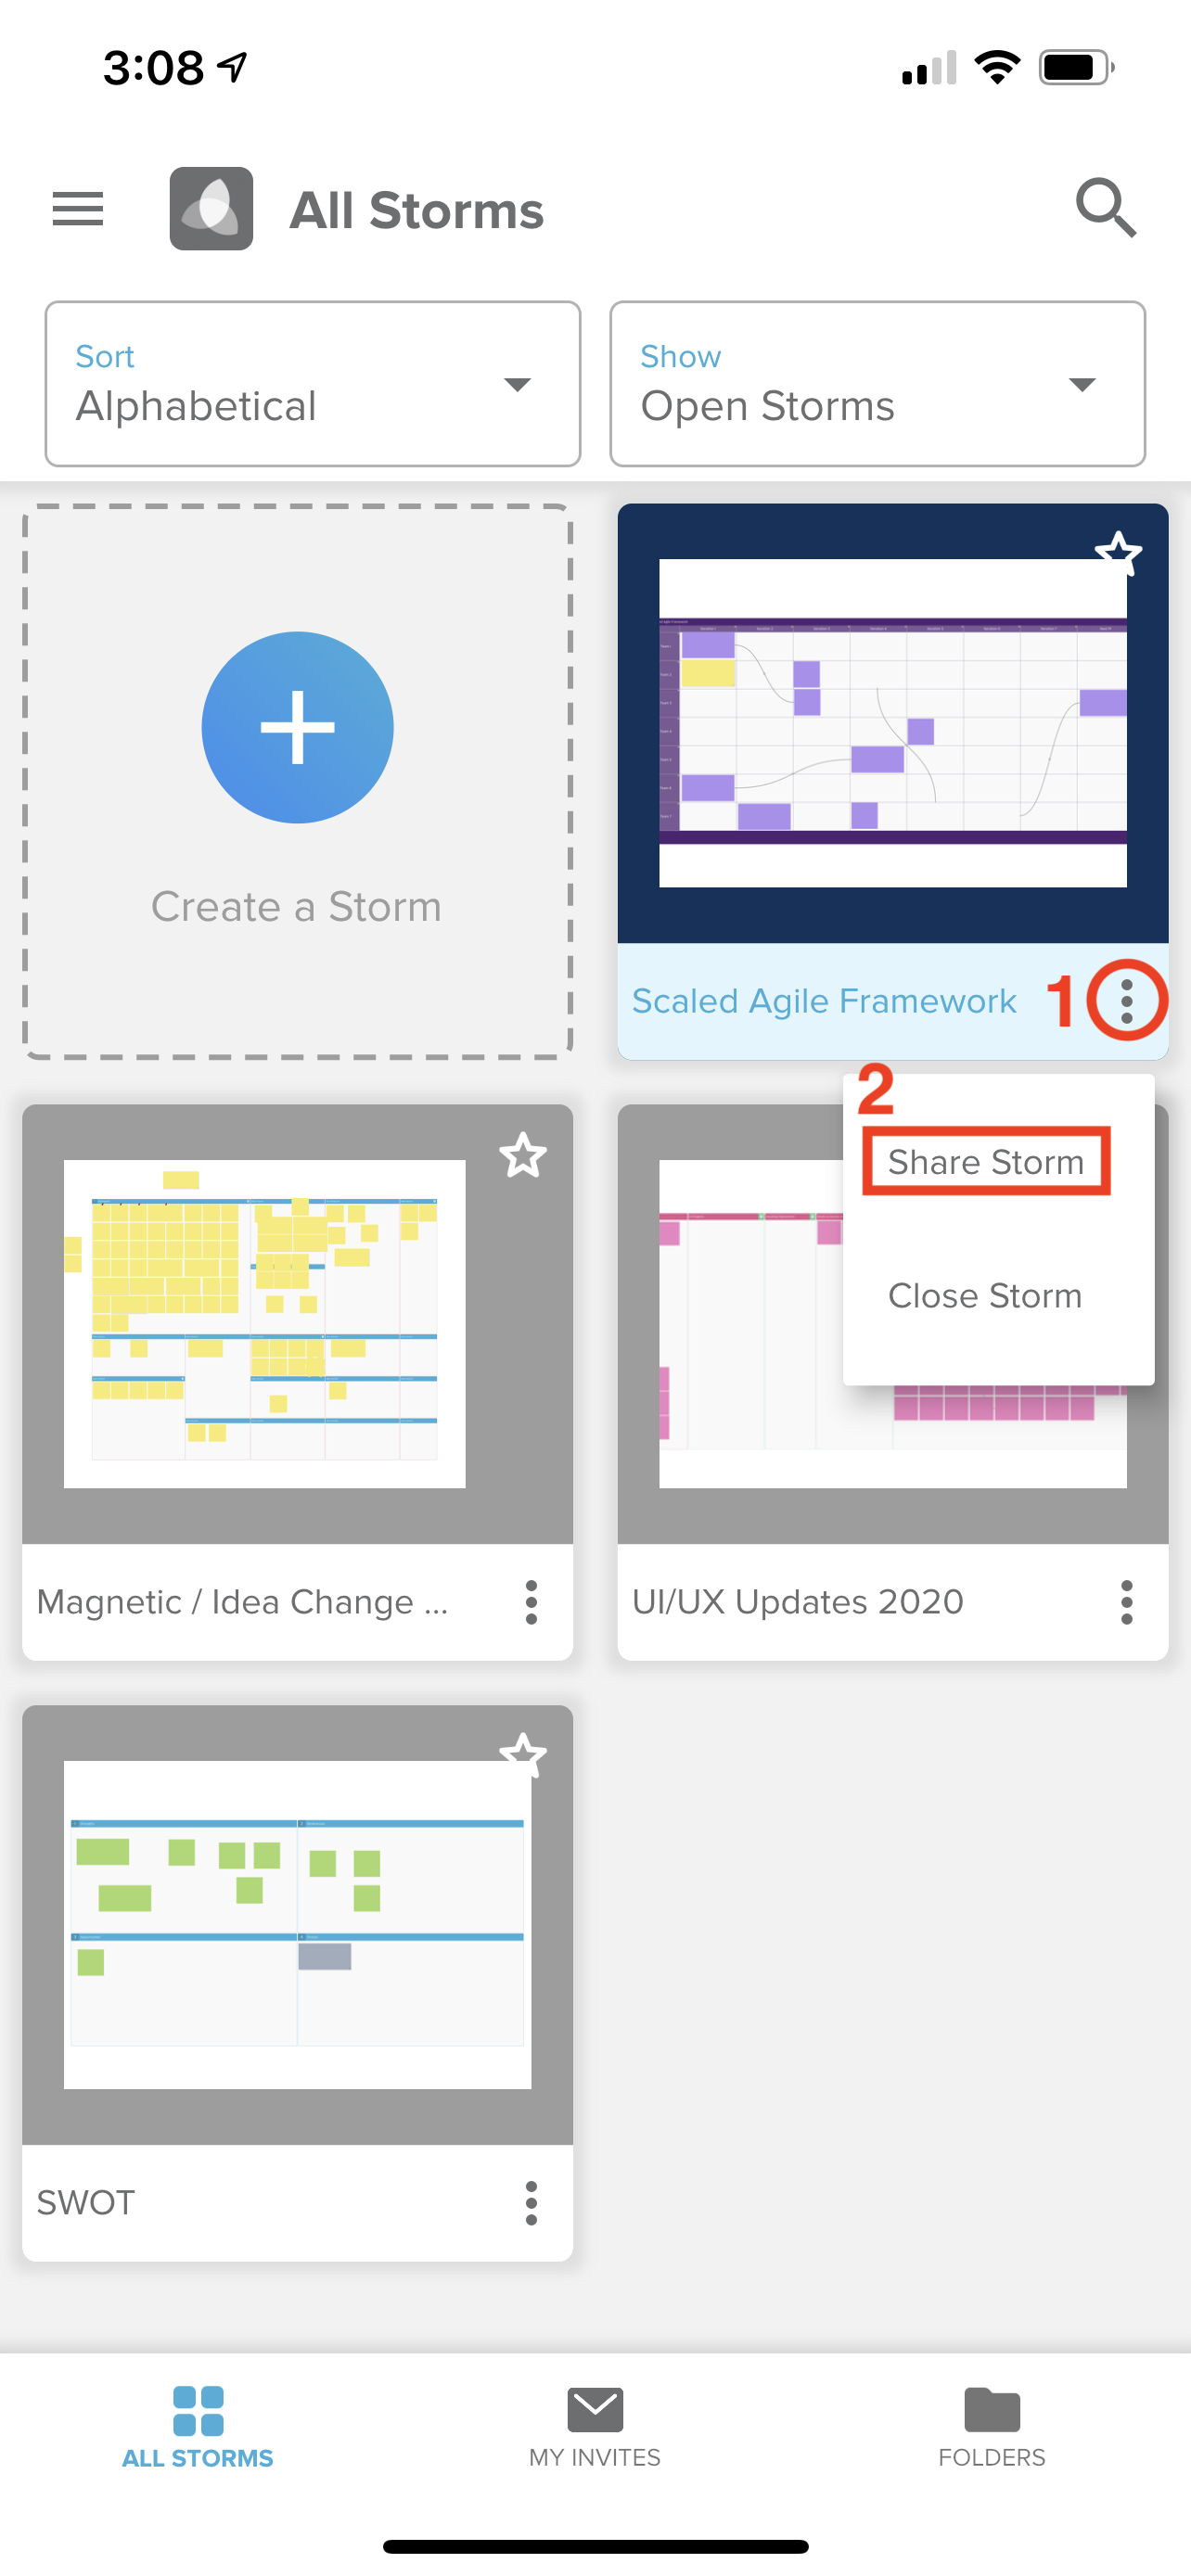 3:08
All Storms
Sort
Alphabetical
Show
Open Storms
Create a Storm
Scaled Agile Framework
1
2
Share Storm
Close Storm
Magnetic / Idea Change ...
UI/UX Updates 2020
SWOT
ALL STORMS
MY INVITES
FOLDERS